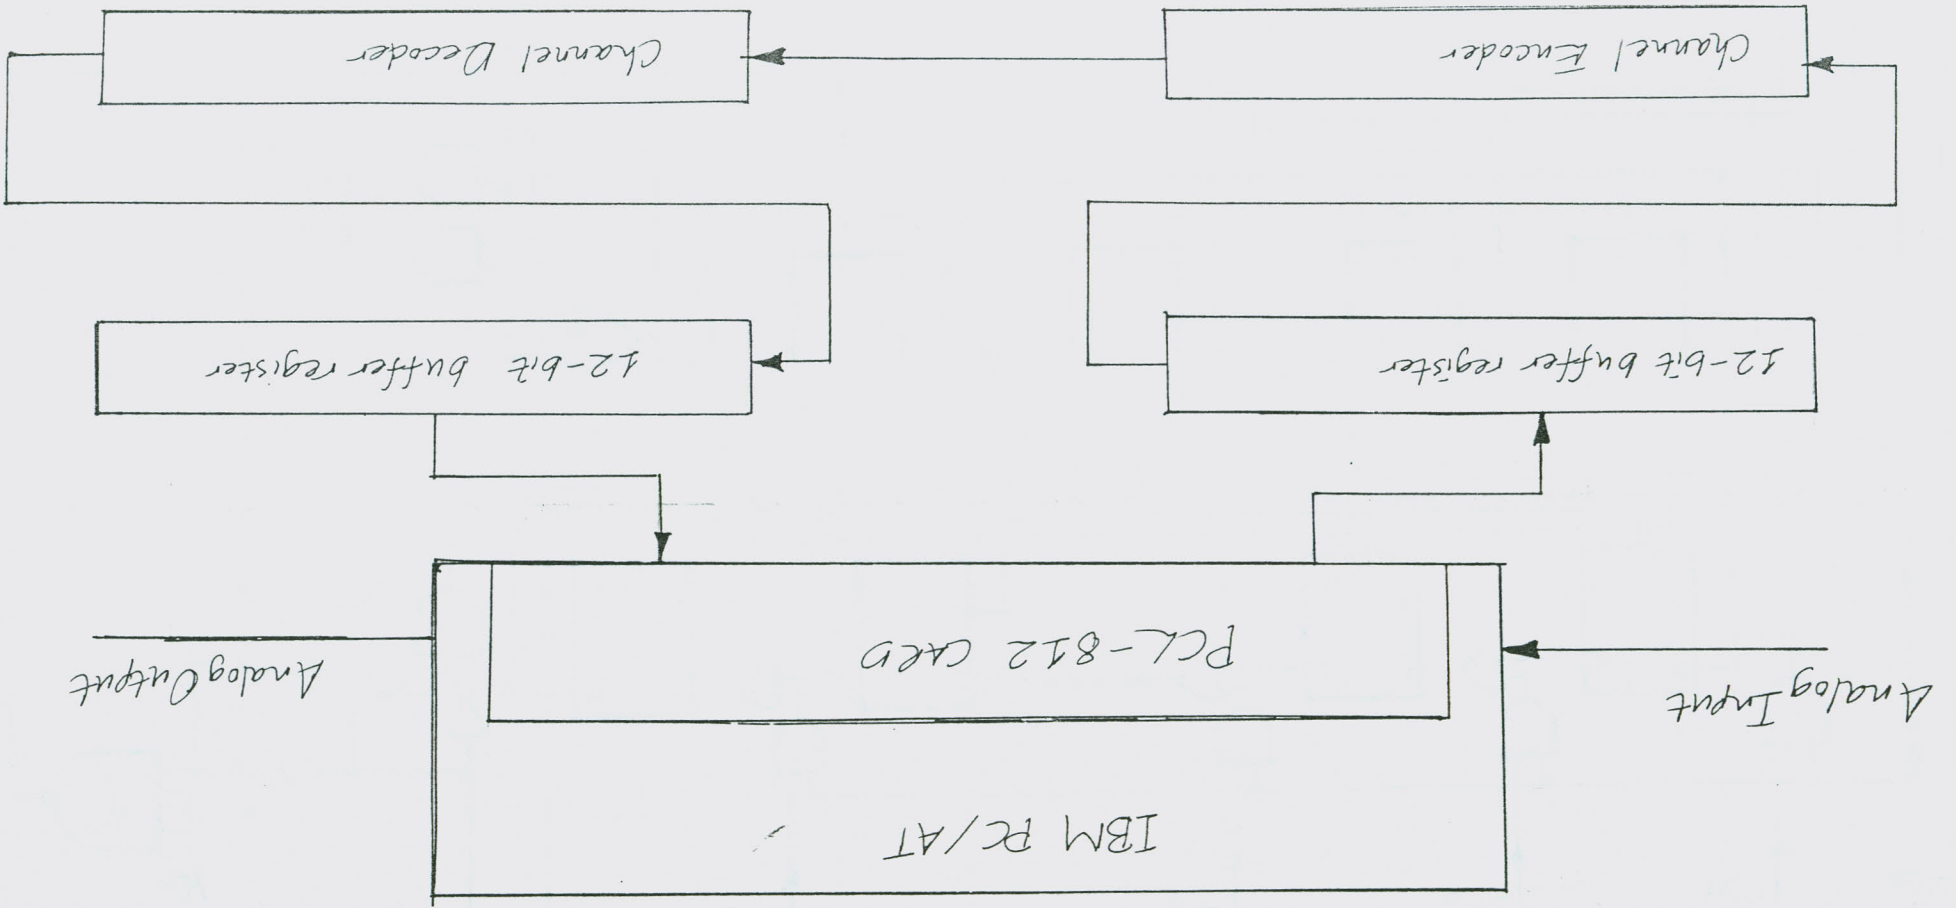 IBM PC/AT
Analog Input
PCL-812 CARD
Analog Output
12-bit buffer register
12-bit buffer register
Channel Encoder
Channel Decoder